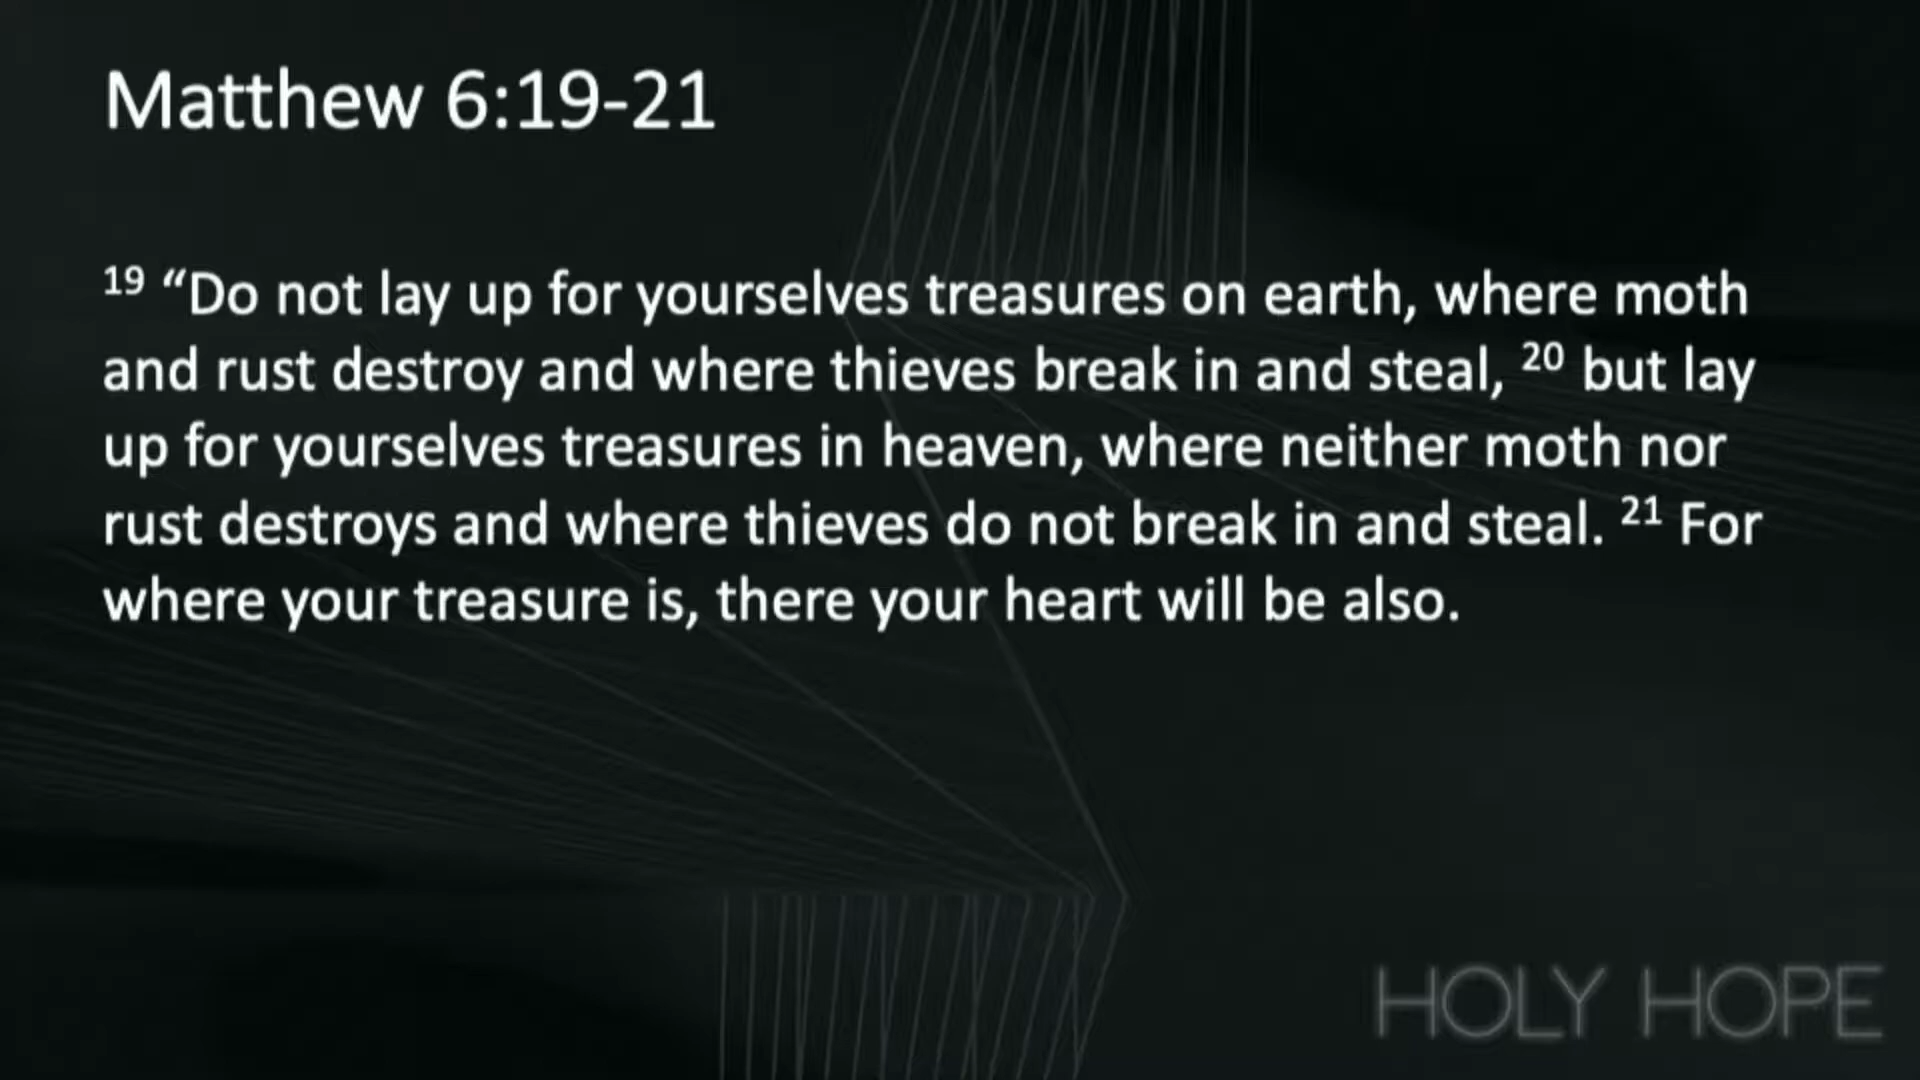 Matthew 6:19-21
19 “Do not lay up for yourselves treasures on earth, where moth
and rust destroy and where thieves break in and steal, 20 but lay
up for yourselves treasures in heaven, where neither moth nor
rust destroys and where thieves do not break in and steal. 21 For
where your treasure is, there your heart will be also.
HOLY HOPE